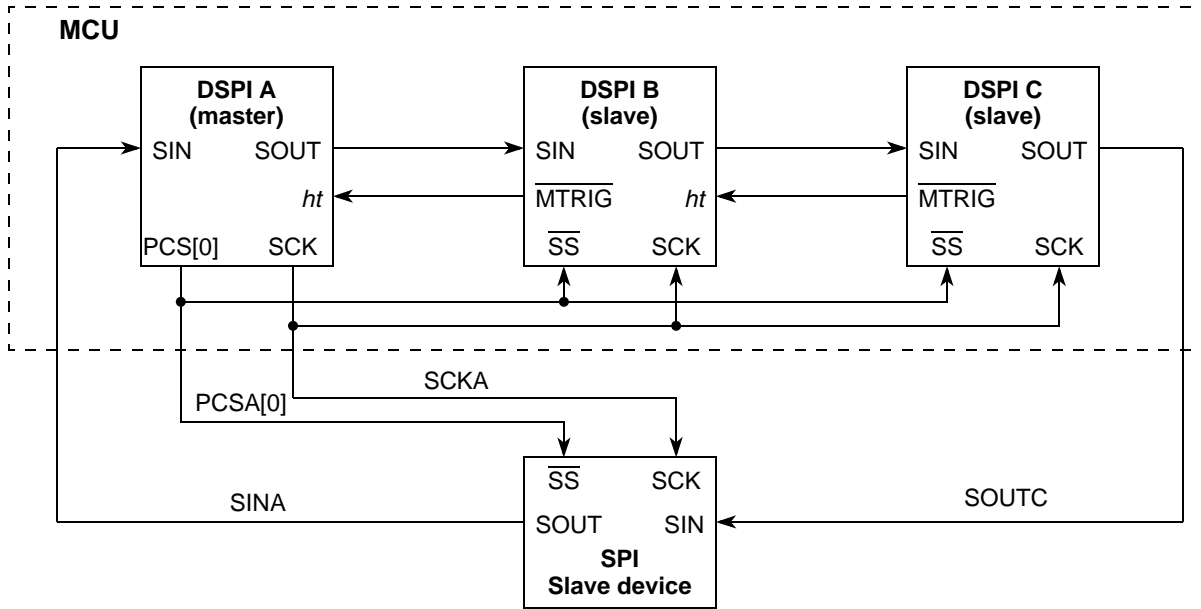 MCU
DSPI A
(master)
SIN SOUT
ht
PCS[0] SCK
DSPI B
(slave)
SIN SOUT
MTRIG ht
SS SCK
DSPI C
(slave)
SIN SOUT
MTRIG
SS SCK
SCKA
PCSA[0]
SINA
SOUTC
SS SCK
SOUT SIN
SPI
Slave device